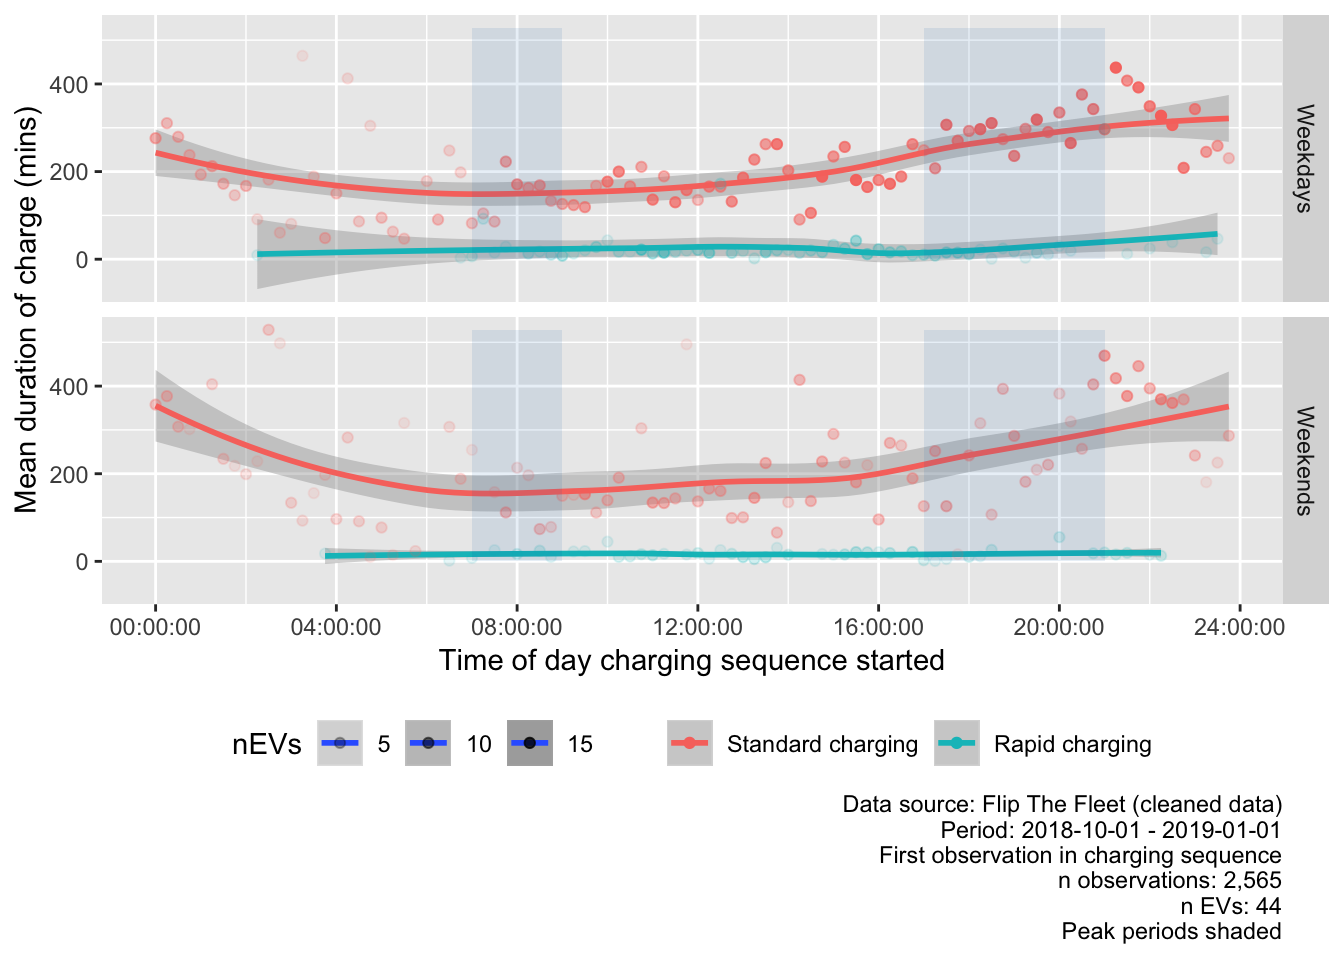 Mean duration of charge (mins)
400
200
0
Weekdays
400
200
0
Weekends
00:00:00 04:00:00 08:00:00 12:00:00 16:00:00 20:00:00 24:00:00
Time of day charging sequence started
nEVs 5 10 15 Standard charging Rapid charging
Data source: Flip The Fleet (cleaned data)
Period: 2018-10-01 - 2019-01-01
First observation in charging sequence
n observations: 2,565
n EVs: 44
Peak periods shaded